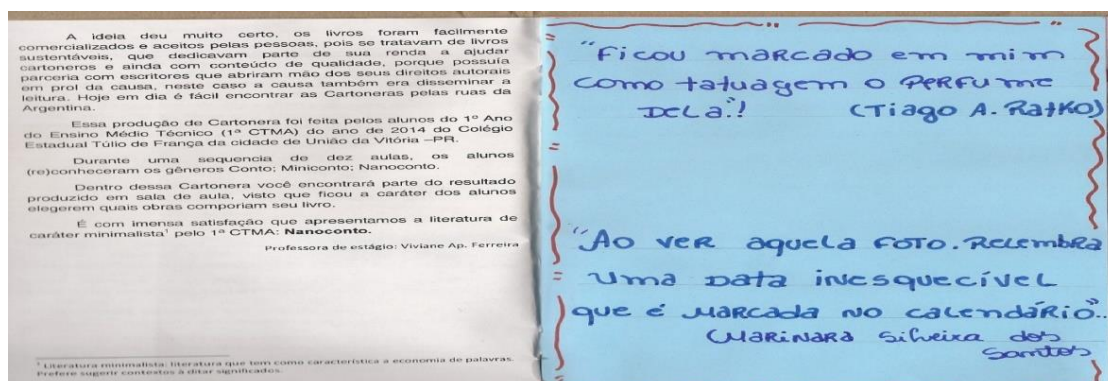 A ideia deu muito certo, os livros foram facilmente
comercializados e aceitos pelas pessoas, pois se tratavam de livros
sustentáveis, que dedicavam parte de sua renda a ajudar
cartoneros e ainda com conteúdo de qualidade, porque possuía
parceria com escritores que abriram mão dos seus direitos autorais
em prol da causa, neste caso a causa também era disseminar a
leitura. Hoje em dia é fácil encontrar as Cartoneras pelas ruas da
Argentina.
Essa produção de Cartonera foi feita pelos alunos do 1º Ano
do Ensino Médio Técnico (1ª CTMA) do ano de 2014 do Colégio
Estadual Túlio de França da cidade de União da Vitória –PR.
Durante uma sequencia de dez aulas, os alunos
(re)conheceram os gêneros Conto; Miniconto; Nanoconto.
Dentro dessa Cartonera você encontrará parte do resultado
produzido em sala de aula, visto que ficou a caráter dos alunos
elegerem quais obras comporiam seu livro.
É com imensa satisfação que apresentamos a literatura de
caráter minimalista¹ pelo 1ª CTMA: Nanoconto.
Professora de estágio: Viviane Ap. Ferreira
¹ Literatura minimalista: literatura que tem como característica a economia de palavras.
Prefere sugerir contextos à ditar significados.
"Ficou marcado em mim
como tatuagem o perfume
dela"! (Tiago A. Ratko)
"Ao ver aquela foto. Relembra
uma data inesquecível
que é marcada no calendário"..
(Marinara Silveira dos
Santos